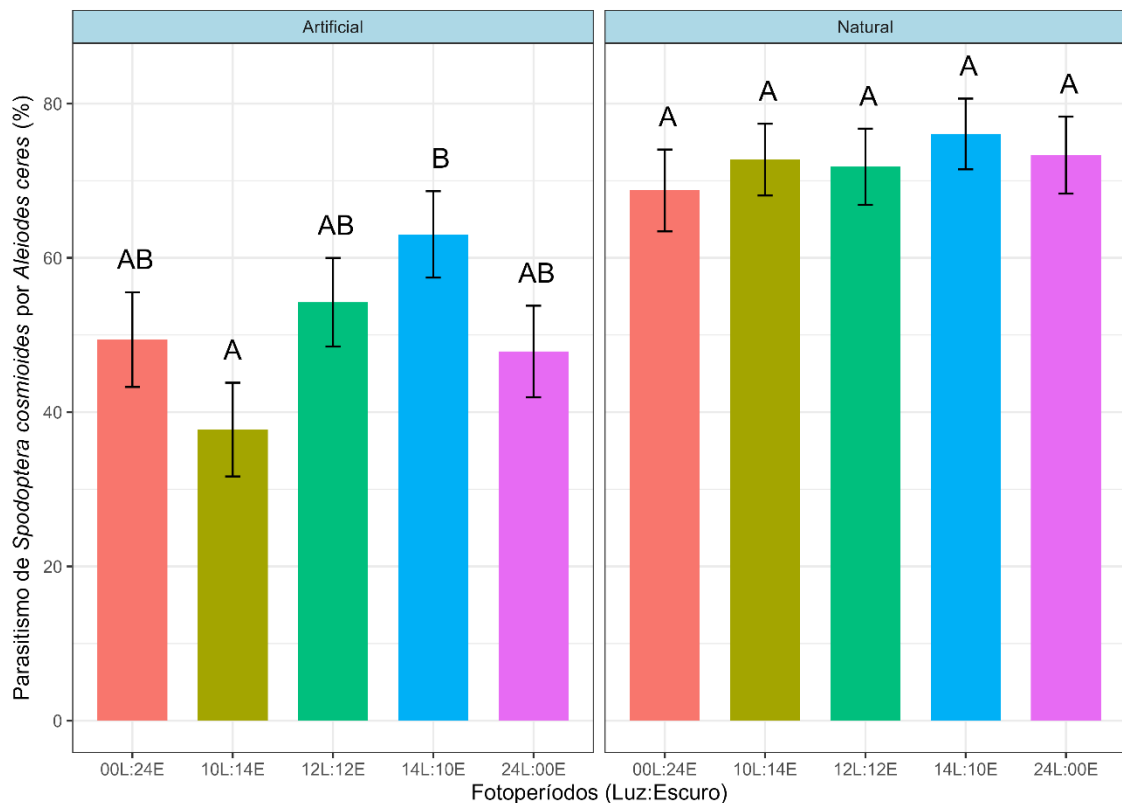 Artificial
Natural
Parasitismo de Spodoptera cosmioides por Aleiodes ceres (%)
80
60
40
20
0
AB
A
AB
B
AB
A
A
A
A
A
00L:24E
10L:14E
12L:12E
14L:10E
24L:00E
00L:24E
10L:14E
12L:12E
14L:10E
24L:00E
Fotoperíodos (Luz:Escuro)